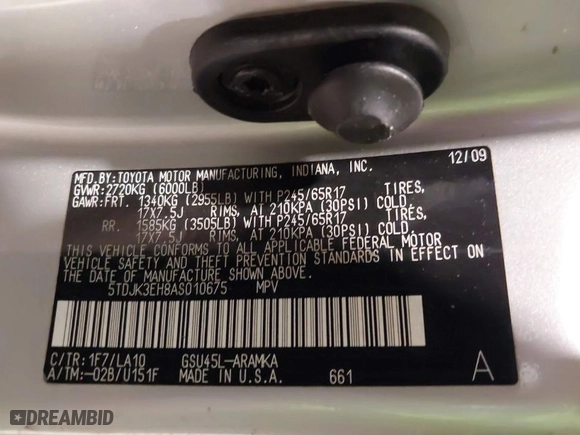 MFD.BY:TOYOTA MOTOR MANUFACTURING, INDIANA, INC. 12/09
GVWR:2720KG (6000LB)
GAWR:FRT. 1340KG (2955LB) WITH P245/65R17 TIRES,
17X7.5J RIMS, AT 210KPA (30PSI) COLD.
RR. 1585KG (3505LB) WITH P245/65R17 TIRES,
17X7.5J RIMS, AT 210KPA (30PSI) COLD.
THIS VEHICLE CONFORMS TO ALL APPLICABLE FEDERAL MOTOR
VEHICLE SAFETY AND THEFT PREVENTION STANDARDS IN EFFECT ON
THE DATE OF MANUFACTURE SHOWN ABOVE.
5TDJK3EH8AS010675 MPV
C/TR:1F7/LA10 GSU45L-ARAMKA
A/TM:-02B/U151F MADE IN U.S.A. 661 A
DREAMBID